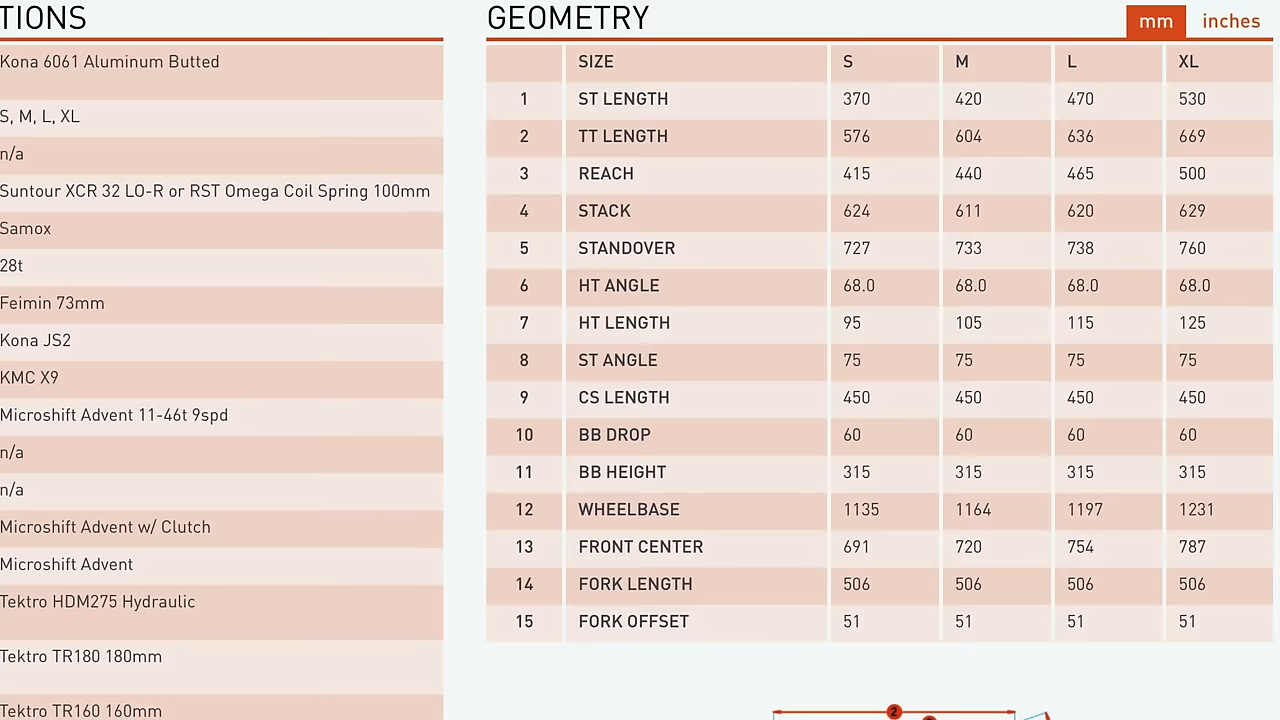 TIONS
Kona 6061 Aluminum Butted
S, M, L, XL
n/a
Suntour XCR 32 LO-R or RST Omega Coil Spring 100mm
Samox
28t
Feimin 73mm
Kona JS2
KMC X9
Microshift Advent 11-46t 9spd
n/a
n/a
Microshift Advent w/ Clutch
Microshift Advent
Tektro HDM275 Hydraulic
Tektro TR180 180mm
Tektro TR160 160mm
GEOMETRY mm inches
SIZE S M L XL
1 ST LENGTH 370 420 470 530
2 TT LENGTH 576 604 636 669
3 REACH 415 440 465 500
4 STACK 624 611 620 629
5 STANDOVER 727 733 738 760
6 HT ANGLE 68.0 68.0 68.0 68.0
7 HT LENGTH 95 105 115 125
8 ST ANGLE 75 75 75 75
9 CS LENGTH 450 450 450 450
10 BB DROP 60 60 60 60
11 BB HEIGHT 315 315 315 315
12 WHEELBASE 1135 1164 1197 1231
13 FRONT CENTER 691 720 754 787
14 FORK LENGTH 506 506 506 506
15 FORK OFFSET 51 51 51 51
2